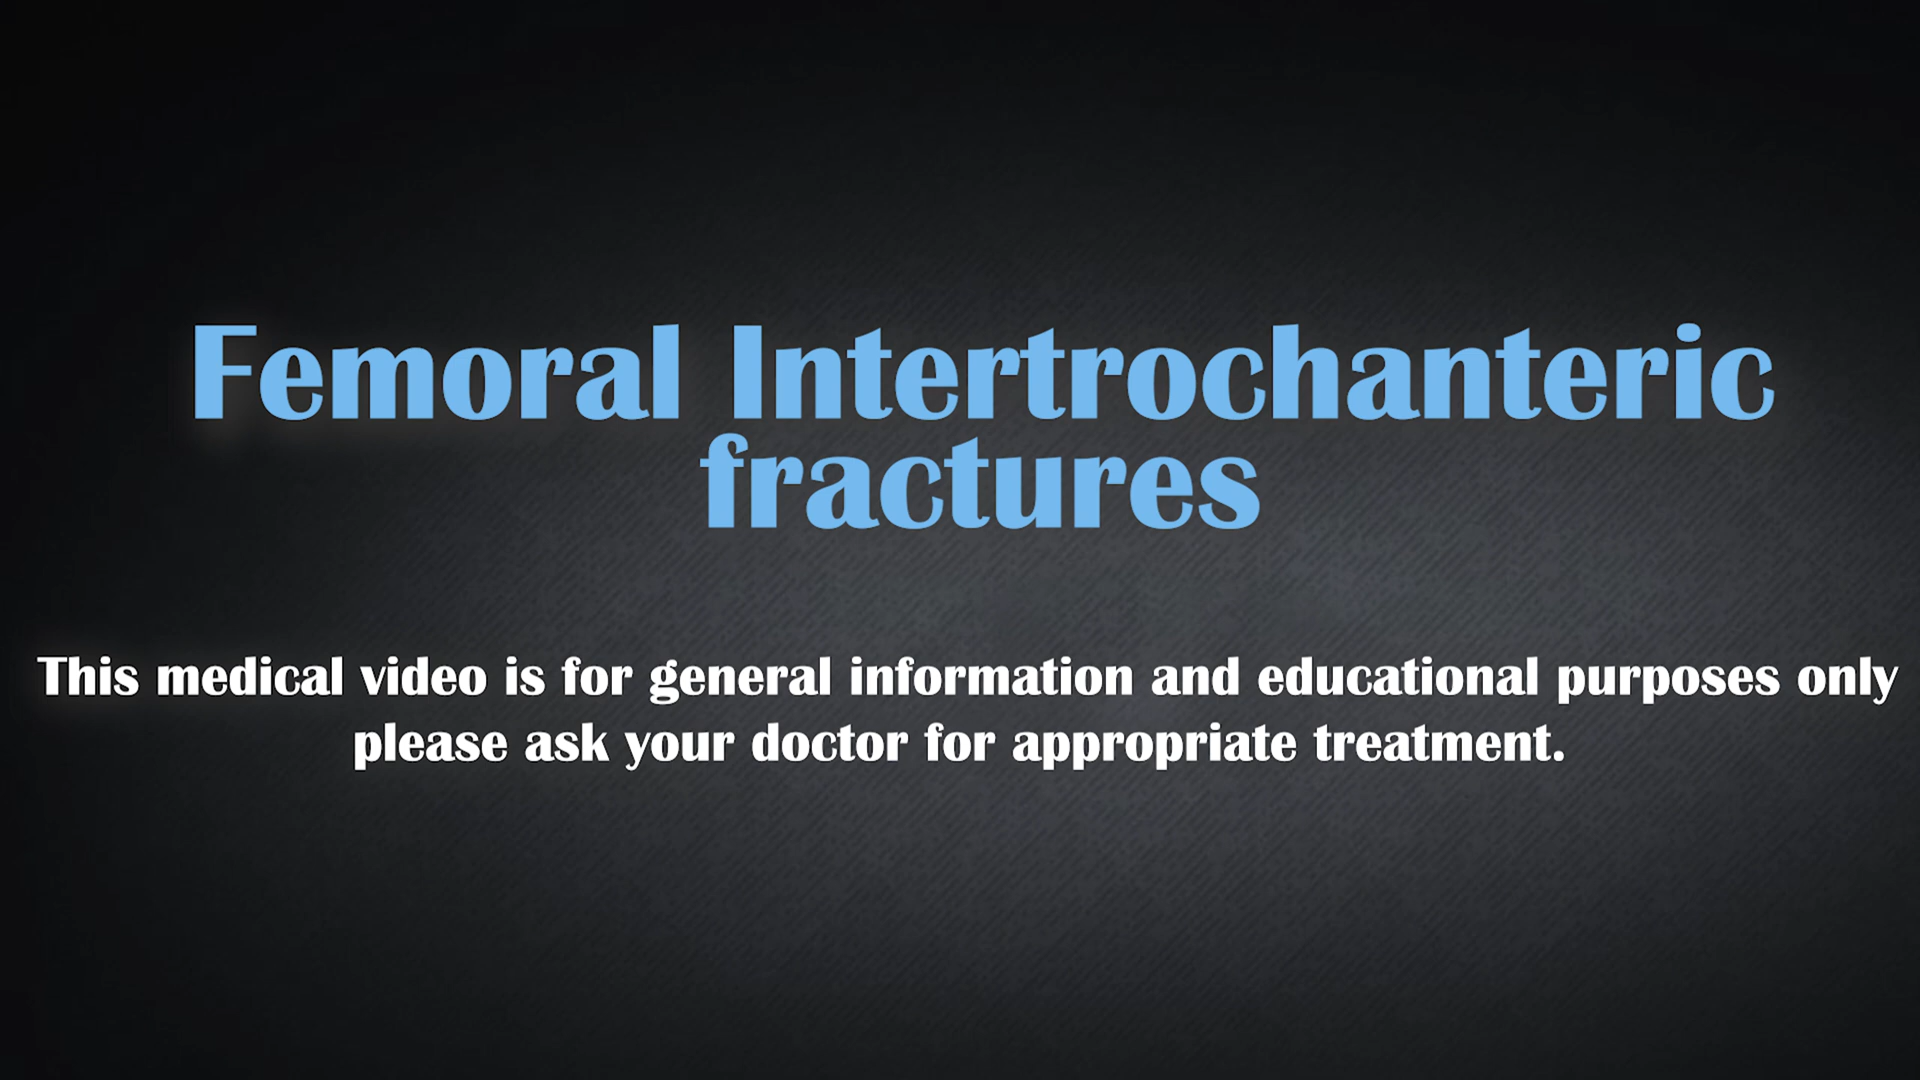 Femoral Intertrochanteric
fractures
This medical video is for general information and educational purposes only
please ask your doctor for appropriate treatment.